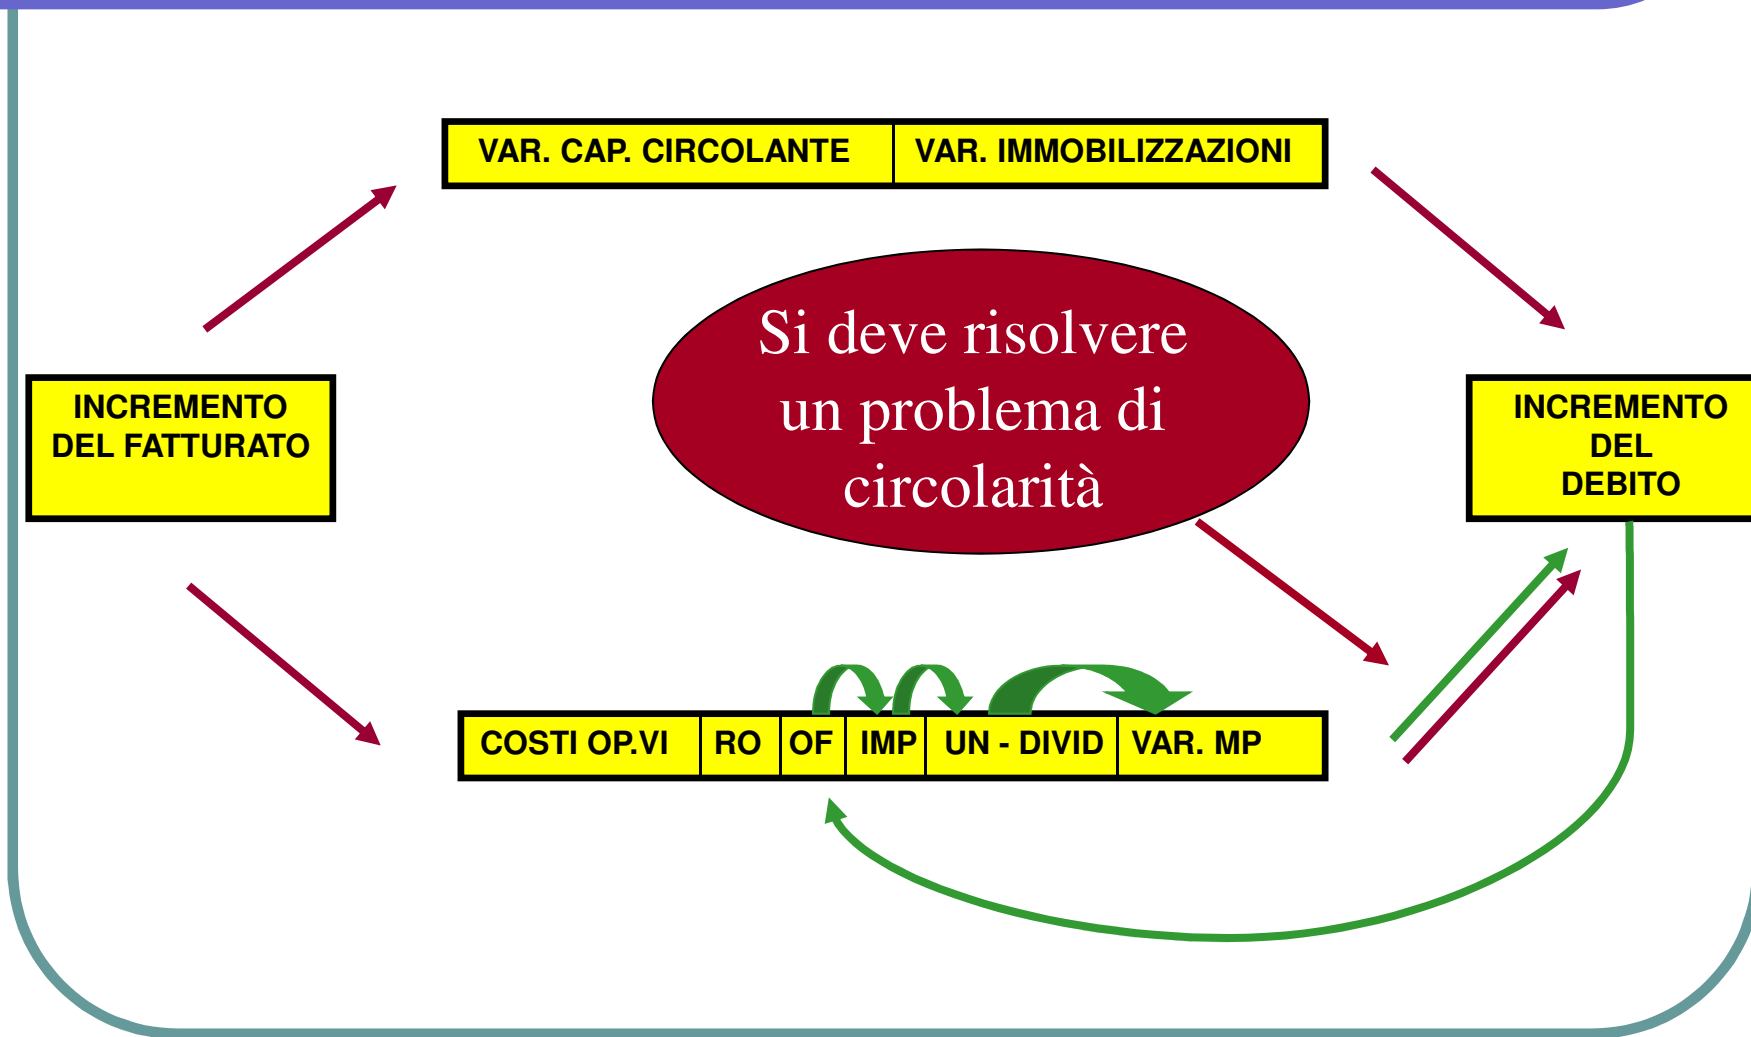 VAR. CAP. CIRCOLANTE VAR. IMMOBILIZZAZIONI
Si deve risolvere
un problema di
circolarità
INCREMENTO
DEL FATTURATO
INCREMENTO
DEL
DEBITO
COSTI OP.VI RO OF IMP UN - DIVID VAR. MP